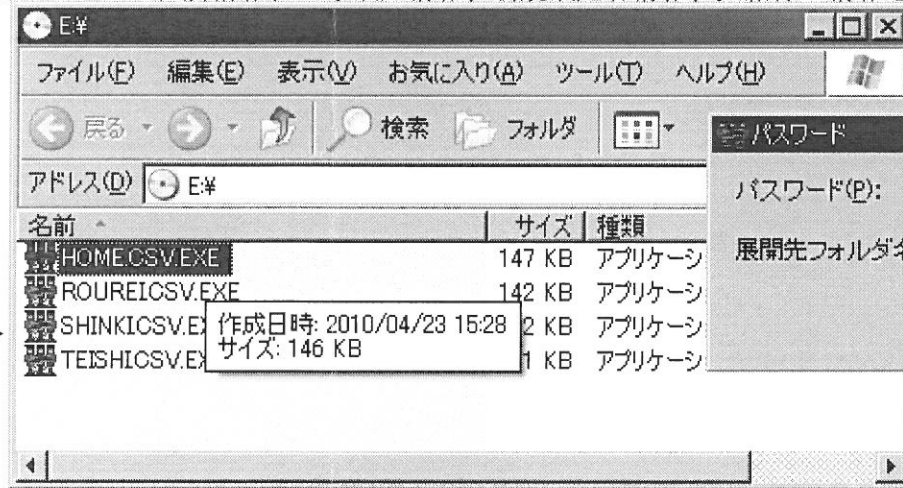 E:¥
ファイル(F) 編集(E) 表示(V) お気に入り(A) ツール(T) ヘルプ(H)
戻る 検索 フォルダ
アドレス(D) E:¥
名前 サイズ 種類
HOMECSV.EXE 147 KB アプリケーシ
ROUREICSV.EXE 142 KB アプリケーシ
SHINKICSV.E 2 KB アプリケーシ
TEISHICSV.E 1 KB アプリケーシ
作成日時: 2010/04/23 15:28
サイズ: 146 KB
パスワード
パスワード(P):
展開先フォルダ